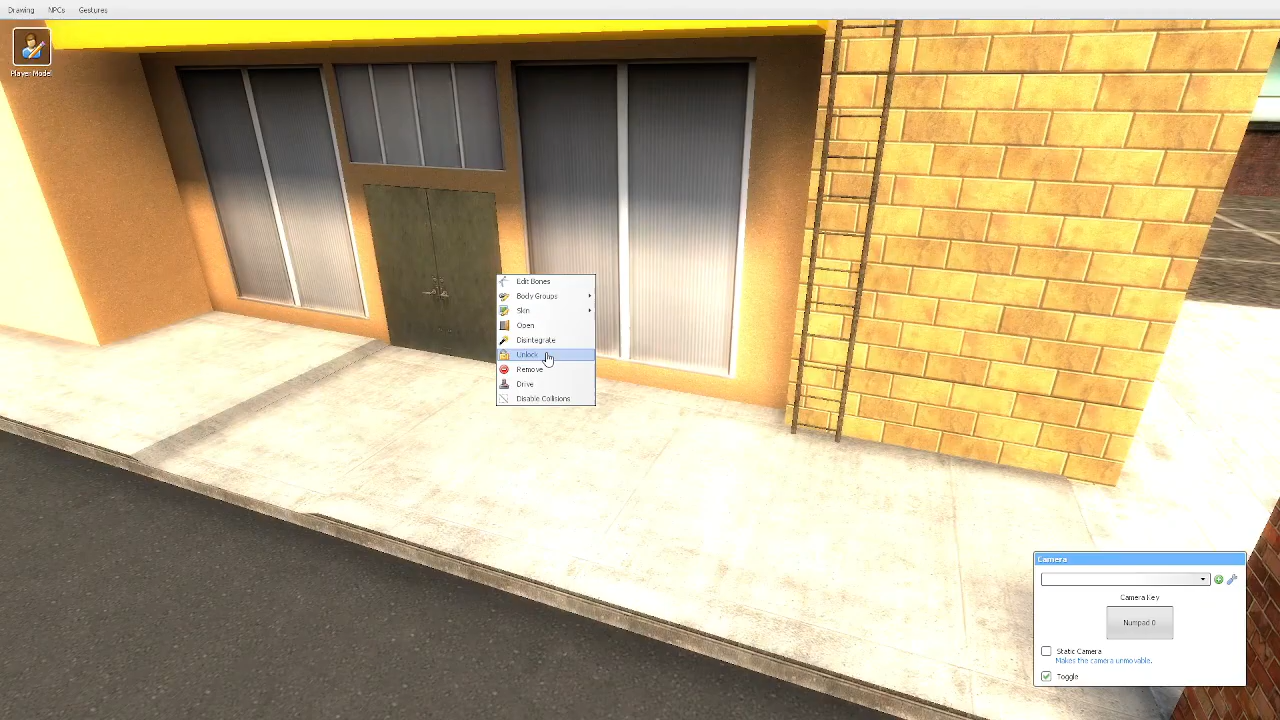 Drawing NPCs Gestures
Player Model
Edit Bones
Body Groups
Skin
Open
Disintegrate
Unlock
Remove
Drive
Disable Collisions
Camera
Camera Key
Numpad 0
Static Camera
Makes the camera unmovable.
Toggle